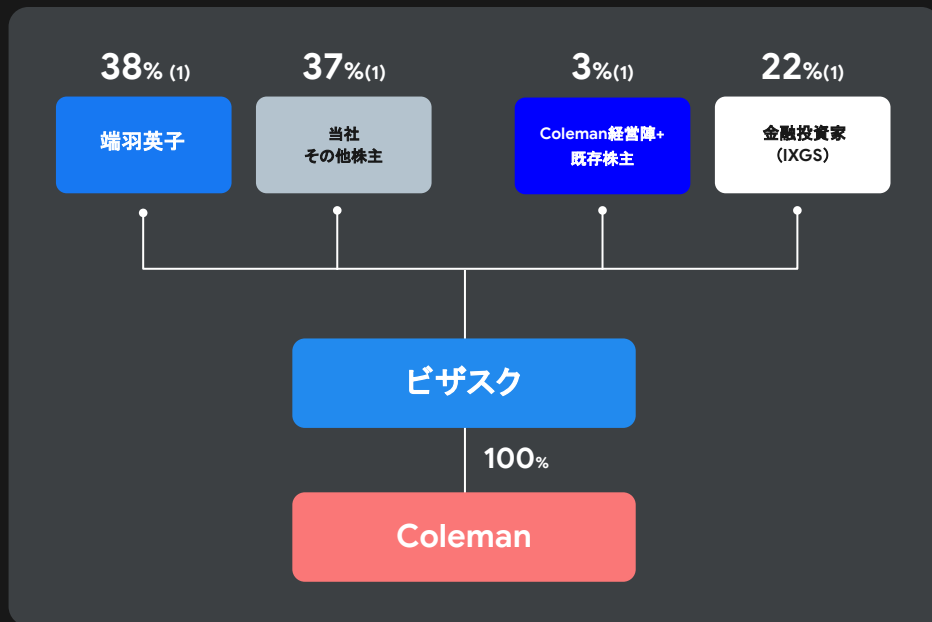 38% (1)
37%(1)
3%(1)
22%(1)
端羽英子
当社
その他株主
Coleman経営陣+
既存株主
金融投資家
(IXGS)
ビザスク
100%
Coleman